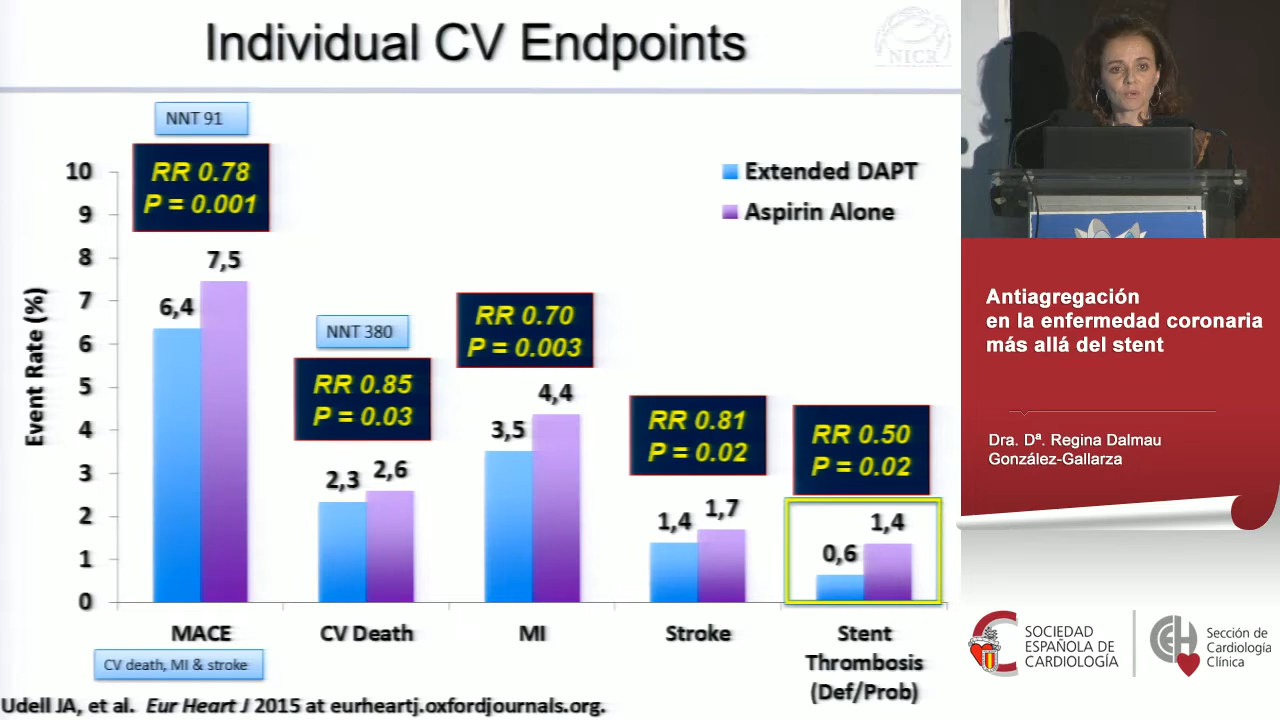 Individual CV Endpoints
NICR
NNT 91
RR 0.78
P = 0.001
Extended DAPT
Aspirin Alone
Event Rate (%)
10
9
8
7
6
5
4
3
2
1
0
6,4
7,5
NNT 380
RR 0.85
P = 0.03
2,3
2,6
RR 0.70
P = 0.003
3,5
4,4
RR 0.81
P = 0.02
1,4
1,7
RR 0.50
P = 0.02
0,6
1,4
MACE
CV Death
MI
Stroke
Stent
Thrombosis
(Def/Prob)
CV death, MI & stroke
Udell JA, et al. Eur Heart J 2015 at eurheartj.oxfordjournals.org.
Antiagregación
en la enfermedad coronaria
más allá del stent
Dra. Dª. Regina Dalmau
González-Gallarza
SOCIEDAD
ESPAÑOLA DE
CARDIOLOGÍA
Sección de
Cardiología
Clínica